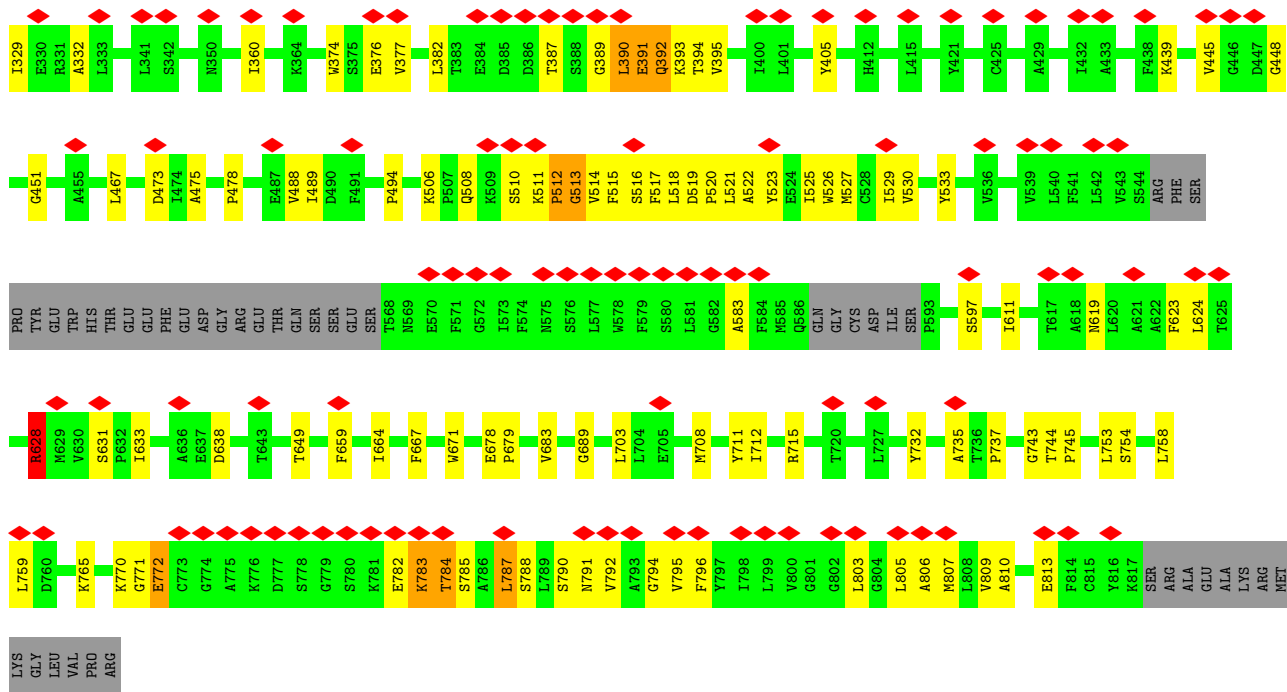 I329 E330 R331 A332 L333 L341 S342 N350 I360 K364 W374 S375 E376 V377 L382 T383 E384 D385 D386 T387 S388 G389 L390 E391 Q392 K393 T394 V395 I400 L401 Y405 H412 L415 Y421 C425 A429 I432 A433 F438 K439 V445 G446 D447 G448
G451 A455 L467 D473 I474 A475 P478 E487 V488 I489 D490 F491 P494 K506 P507 Q508 K509 S510 K511 P512 G513 V514 F515 S516 F517 L518 D519 P520 L521 A522 Y523 E524 I525 W526 M527 C528 I529 V530 Y533 V536 V539 L540 F541 L542 V543 S544 ARG PHE SER
PRO TYR GLU TRP HIS THR GLU GLU PHE GLU ASP GLY ARG GLU THR GLN SER SER GLU SER T568 N569 E570 F571 G572 I573 F574 N575 S576 L577 W578 F579 S580 L581 G582 A583 F584 M585 Q586 GLN GLY CYS ASP ILE SER P593 S597 I611 T617 A618 N619 L620 A621 A622 F623 L624 T625
R628 M629 V630 S631 P632 I633 A636 E637 D638 T643 T649 F659 I664 F667 W671 E678 P679 V683 G689 L703 L704 E705 M708 Y711 I712 R715 T720 L727 Y732 A735 T736 P737 G743 T744 P745 L753 S754 L758
L759 D760 K765 K770 G771 E772 C773 G774 A775 K776 D777 S778 G779 S780 K781 E782 K783 T784 S785 A786 L787 S788 L789 S790 N791 V792 A793 G794 V795 F796 Y797 I798 L799 V800 G801 G802 L803 G804 L805 A806 M807 L808 V809 A810 E813 F814 C815 Y816 K817 SER ARG ALA GLU ALA LYS ARG MET
LYS GLY LEU VAL PRO ARG